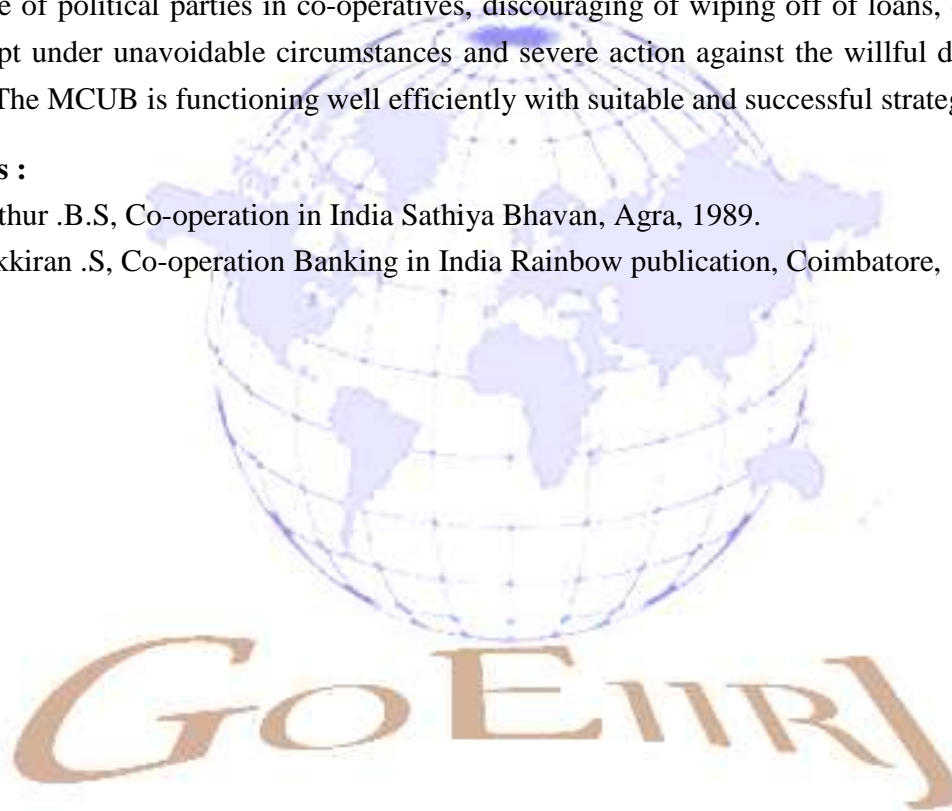 e of political parties in co-operatives, discouraging of wiping off of loans,
pt under unavoidable circumstances and severe action against the willful d
The MCUB is functioning well efficiently with suitable and successful strateg
s :
thur .B.S, Co-operation in India Sathiya Bhavan, Agra, 1989.
kkiran .S, Co-operation Banking in India Rainbow publication, Coimbatore,
GOEIIRJ